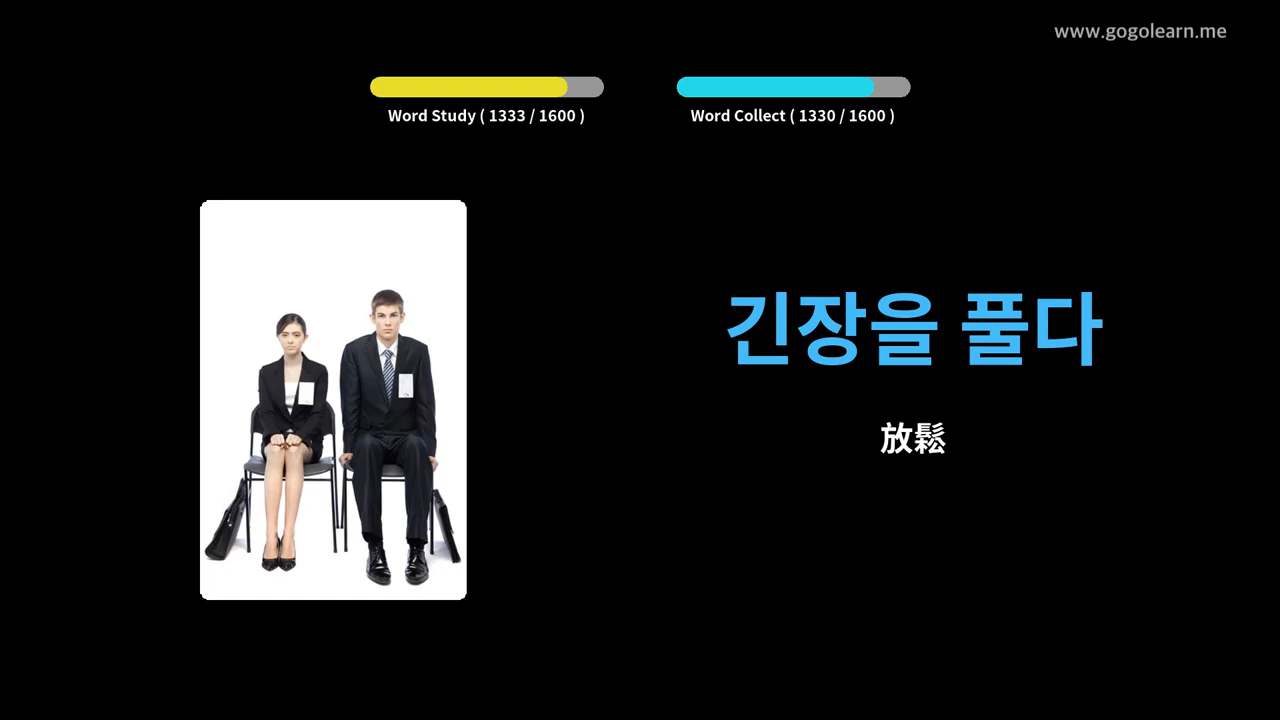 www.gogolearn.me
Word Study ( 1333 / 1600 )
Word Collect ( 1330 / 1600 )
긴장을 풀다
放鬆